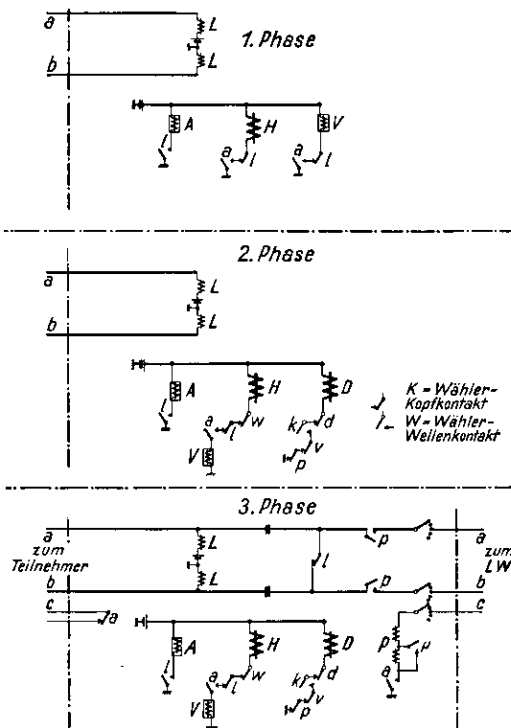 1. Phase
a
L
L
b
A
H
V
l
a
l
a
l
2. Phase
a
L
L
b
A
H
D
l
a
l
w
k
d
v
p
V
K = Wähler-
Kopfkontakt
W = Wähler-
Wellenkontakt
3. Phase
a
zum
Teilnehmer
b
c
a
L
L
l
p
p
a
zum
LW
b
c
A
H
D
l
a
l
w
k
d
v
p
V
P
μ
a